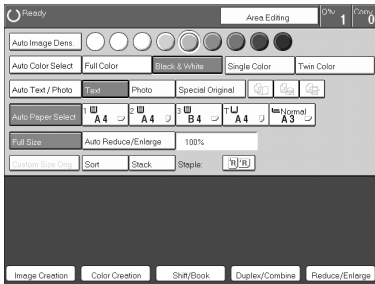 Ready
Area Editing
Qty 1
Copy 0
Auto Image Dens.
Auto Color Select Full Color Black & White Single Color Twin Color
Auto Text / Photo Text Photo Special Original
Auto Paper Select 1 A4 2 A4 3 B4 T A4 Normal A3
Full Size Auto Reduce/Enlarge 100%
Custom Size Orig. Sort Stack Staple: R R
Image Creation Color Creation Shift/Book Duplex/Combine Reduce/Enlarge